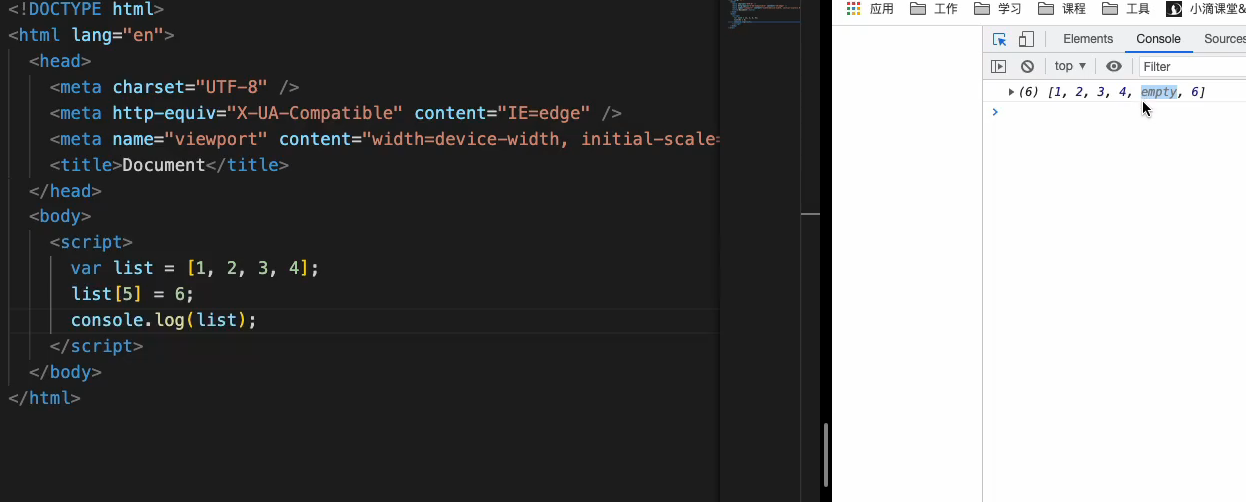 <!DOCTYPE html>
<html lang="en">
<head>
<meta charset="UTF-8" />
<meta http-equiv="X-UA-Compatible" content="IE=edge" />
<meta name="viewport" content="width=device-width, initial-scale=
<title>Document</title>
</head>
<body>
<script>
var list = [1, 2, 3, 4];
list[5] = 6;
console.log(list);
</script>
</body>
</html>
应用 工作 学习 课程 工具 小滴课堂&
Elements Console Sources
top ▼ Filter
▶ (6) [1, 2, 3, 4, empty, 6]
>